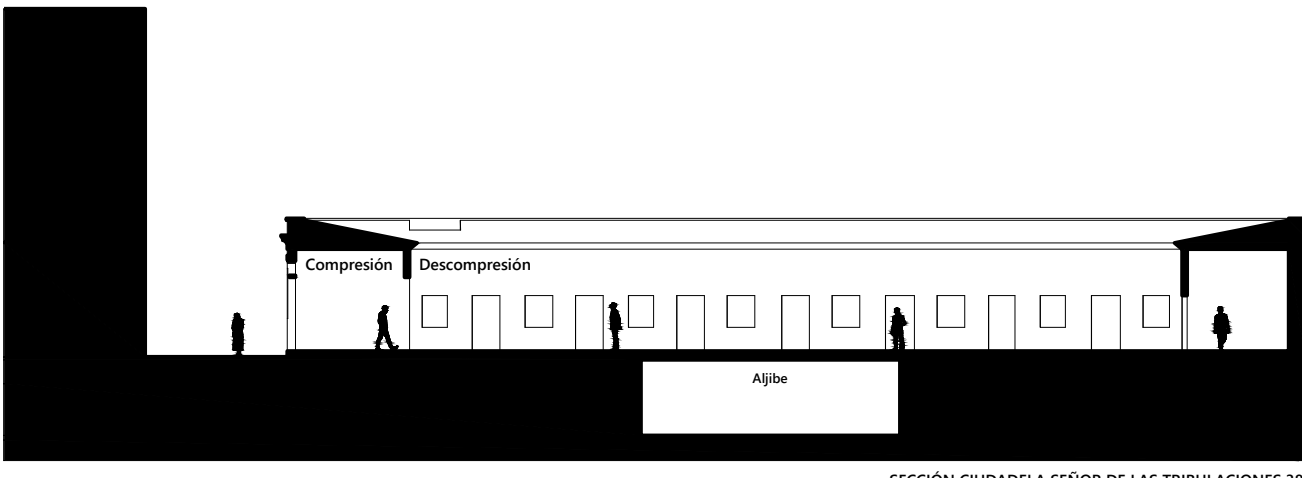 Compresión Descompresión
Aljibe
SECCIÓN CIUDADELA SEÑOR DE LAS TRIBULACIONES